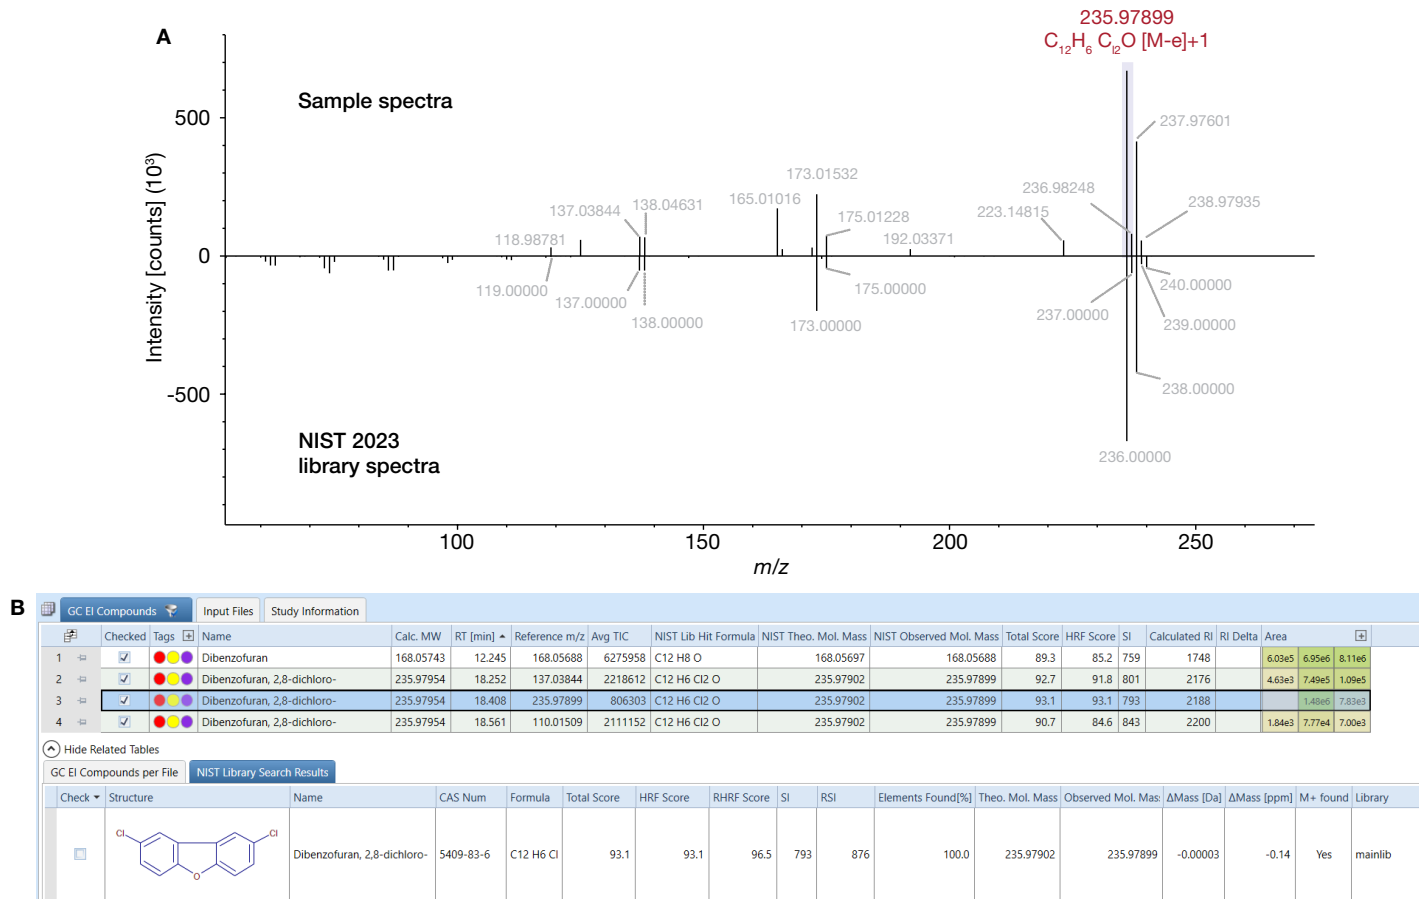 235.97899
C12H6 Cl2O [M-e]+1
A
Sample spectra
500
237.97601
173.01532
165.01016
236.98248
238.97935
137.03844
138.04631
175.01228
223.14815
118.98781
192.03371
0
119.00000
137.00000
175.00000
240.00000
138.00000
173.00000
237.00000
239.00000
Intensity [counts] (10³)
-500
238.00000
NIST 2023
library spectra
236.00000
100 150 200 250
m/z
B
GC EI Compounds Input Files Study Information
Checked Tags Name Calc. MW RT [min] Reference m/z Avg TIC NIST Lib Hit Formula NIST Theo. Mol. Mass NIST Observed Mol. Mass Total Score HRF Score SI Calculated RI RI Delta Area
1 Dibenzofuran 168.05743 12.245 168.05688 6275958 C12 H8 O 168.05697 168.05688 89.3 85.2 759 1748 6.03e5 6.95e6 8.11e6
2 Dibenzofuran, 2,8-dichloro- 235.97954 18.252 137.03844 2218612 C12 H6 Cl2 O 235.97902 235.97899 92.7 91.8 801 2176 4.63e3 7.49e5 1.09e5
3 Dibenzofuran, 2,8-dichloro- 235.97954 18.408 235.97899 806303 C12 H6 Cl2 O 235.97902 235.97899 93.1 93.1 793 2188 1.48e6 7.83e3
4 Dibenzofuran, 2,8-dichloro- 235.97954 18.561 110.01509 2111152 C12 H6 Cl2 O 235.97902 235.97899 90.7 84.6 843 2200 1.84e3 7.77e4 7.00e3
Hide Related Tables
GC EI Compounds per File NIST Library Search Results
Check Structure Name CAS Num Formula Total Score HRF Score RHRF Score SI RSI Elements Found[%] Theo. Mol. Mass Observed Mol. Mas: ΔMass [Da] ΔMass [ppm] M+ found Library
Cl Cl
O
Dibenzofuran, 2,8-dichloro- 5409-83-6 C12 H6 Cl 93.1 93.1 96.5 793 876 100.0 235.97902 235.97899 -0.00003 -0.14 Yes mainlib